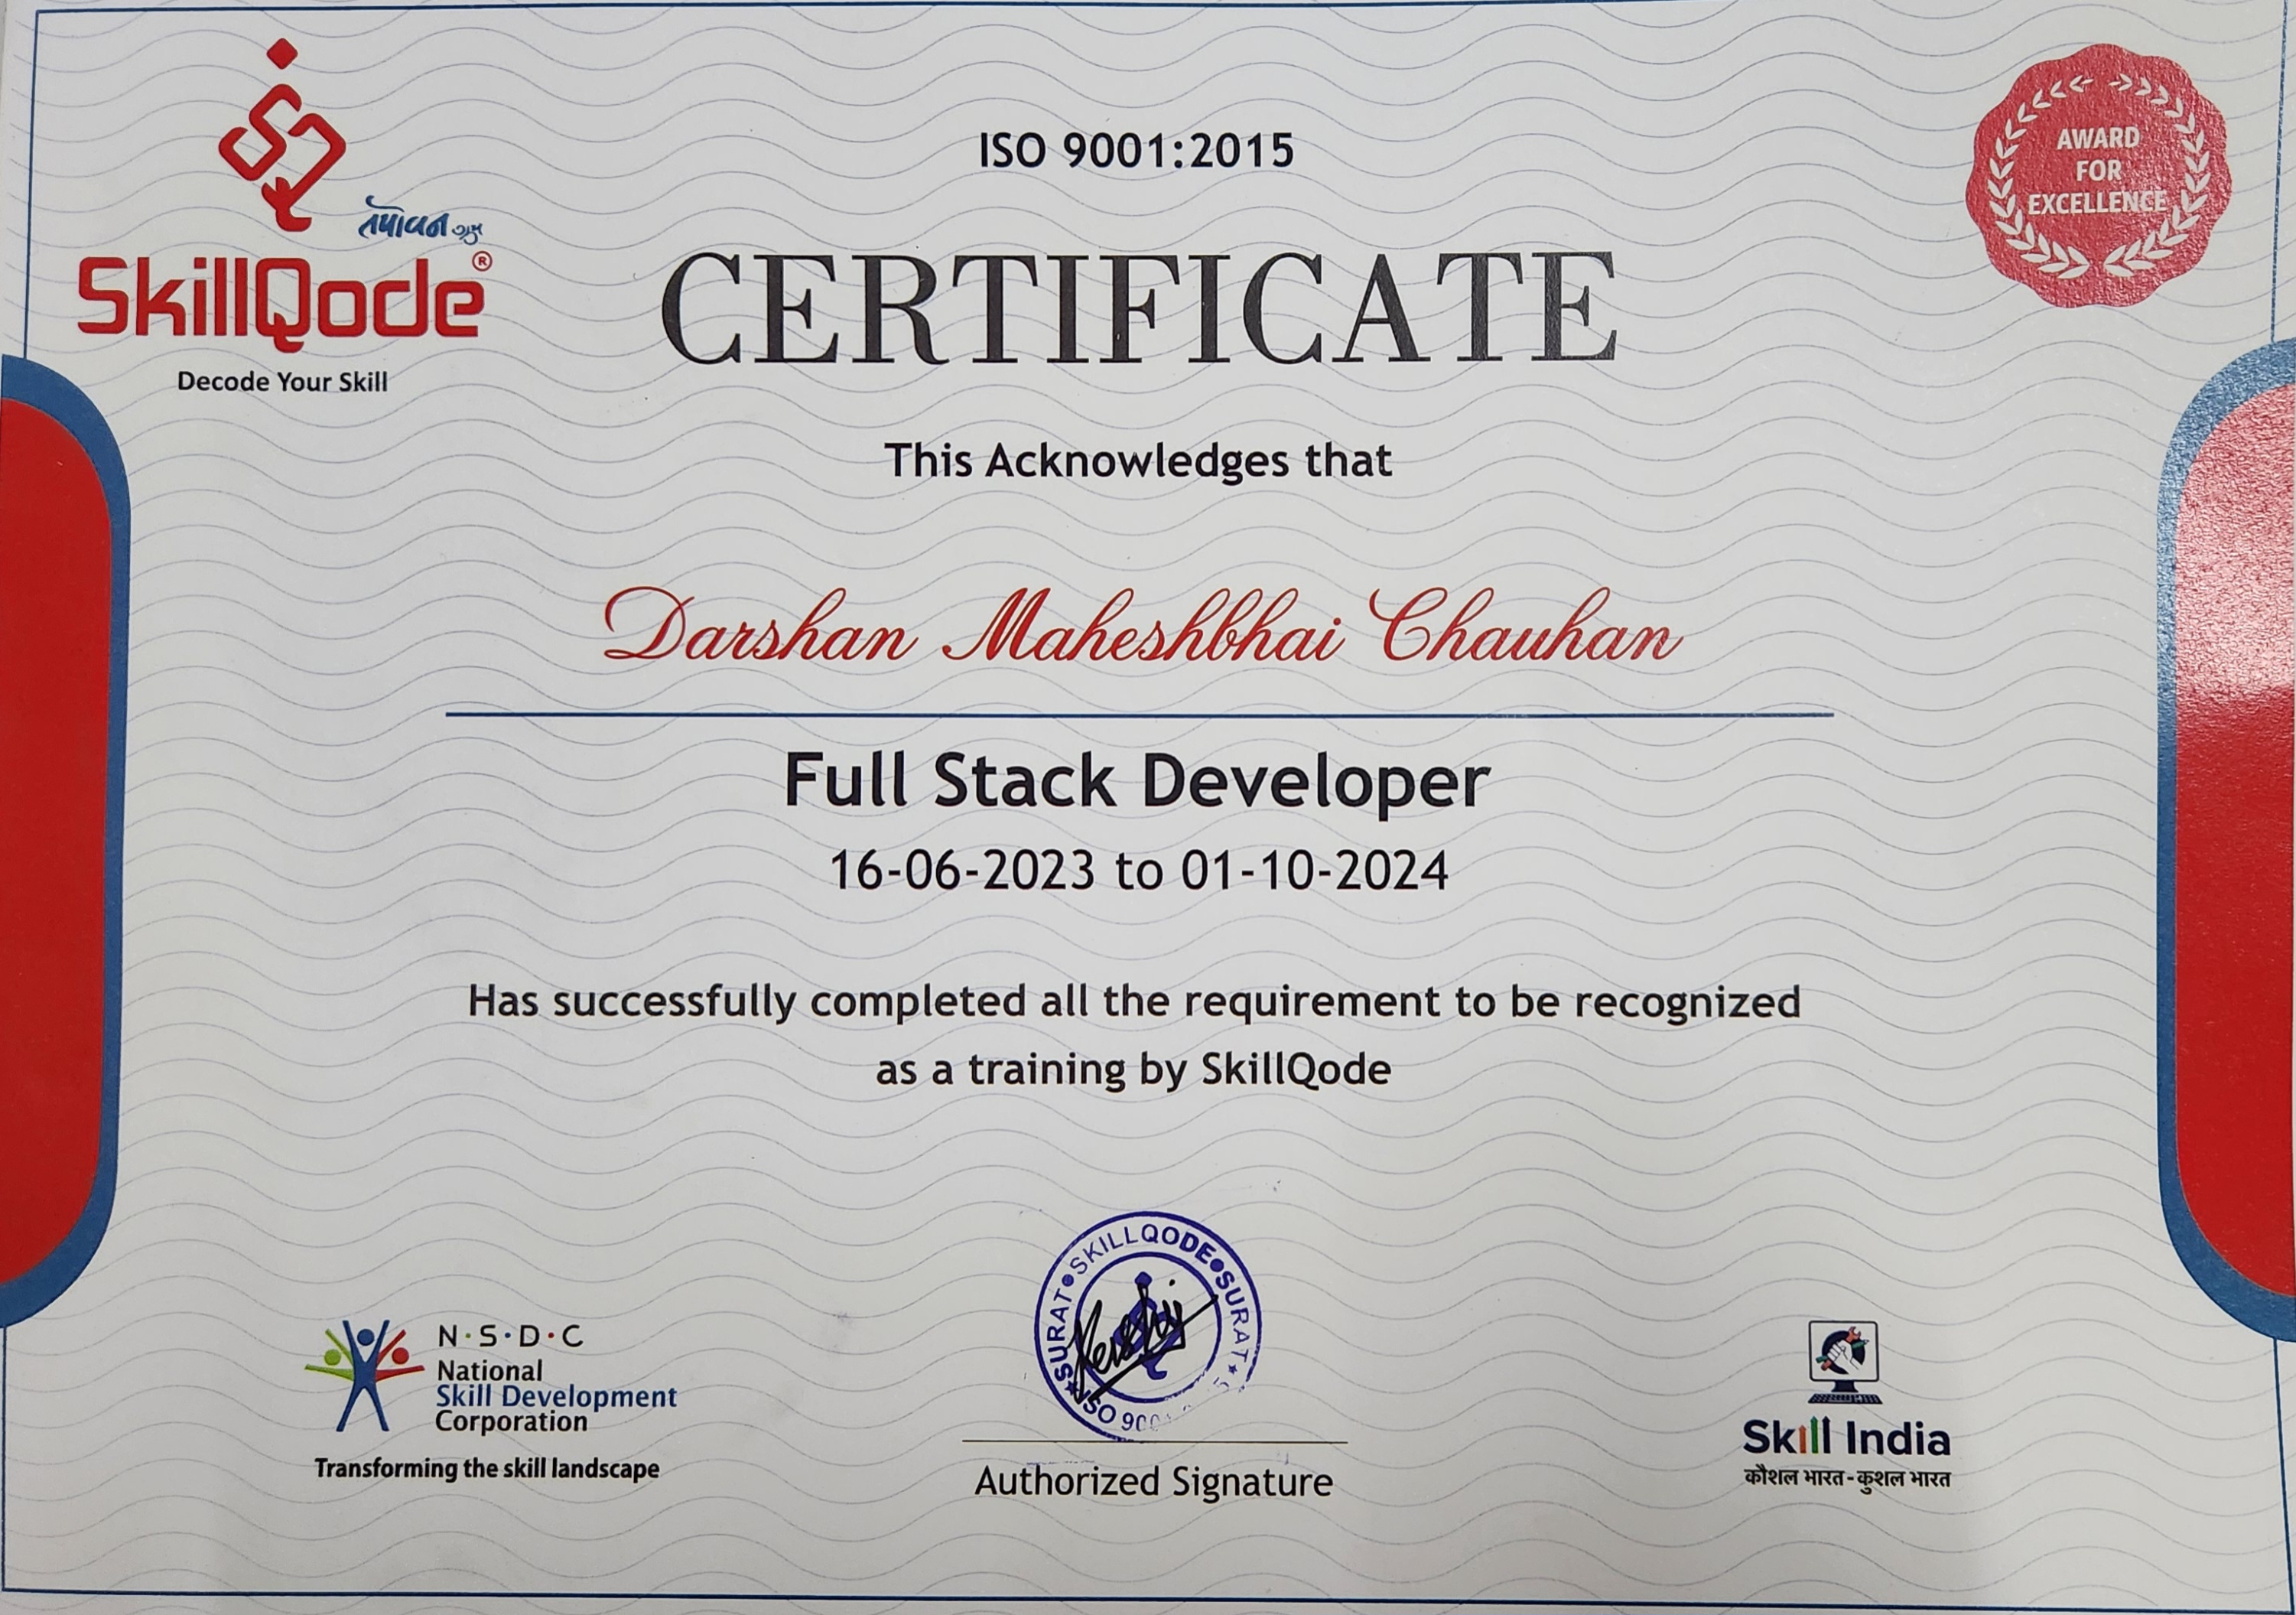 તપોવન ગ્રુપ
SkillQode®
Decode Your Skill
ISO 9001:2015
AWARD
FOR
EXCELLENCE
CERTIFICATE
This Acknowledges that
Darshan Maheshbhai Chauhan
Full Stack Developer
16-06-2023 to 01-10-2024
Has successfully completed all the requirement to be recognized
as a training by SkillQode
N·S·D·C
National
Skill Development
Corporation
Transforming the skill landscape
SURAT•SKILLQODE•SURAT
ISO
Authorized Signature
Skill India
कौशल भारत-कुशल भारत